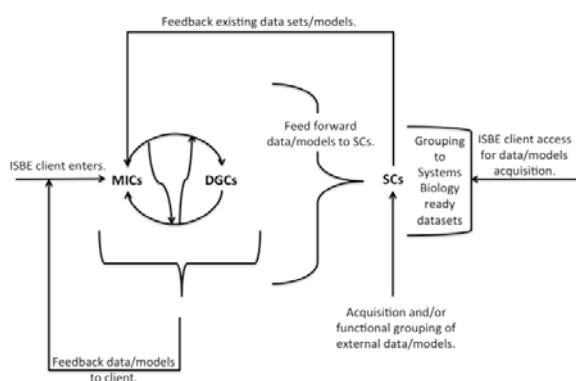 Feedback existing data sets/models.
Feed forward
data/models to SCs.
Grouping
to
Systems
Biology
ready
datasets
ISBE client access
for data/models
acquisition.
ISBE client enters.
MICs
DGCs
SCs
Acquisition and/or
functional grouping of
external data/models.
Feedback data/models
to client.